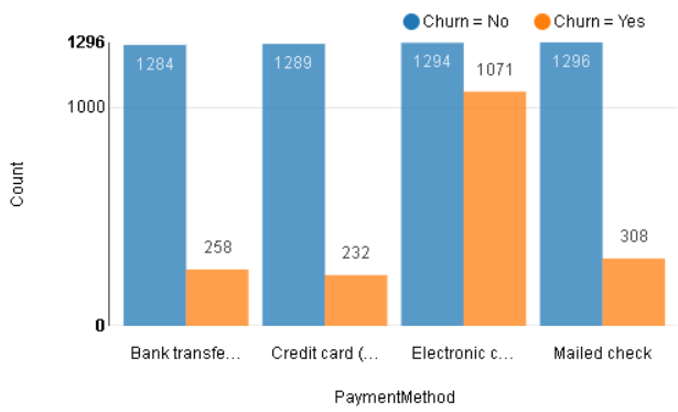 Churn = No Churn = Yes
1296
1284 1289 1294 1071 1296
1000
258 232 308
Count
0
Bank transfe... Credit card (... Electronic c... Mailed check
PaymentMethod